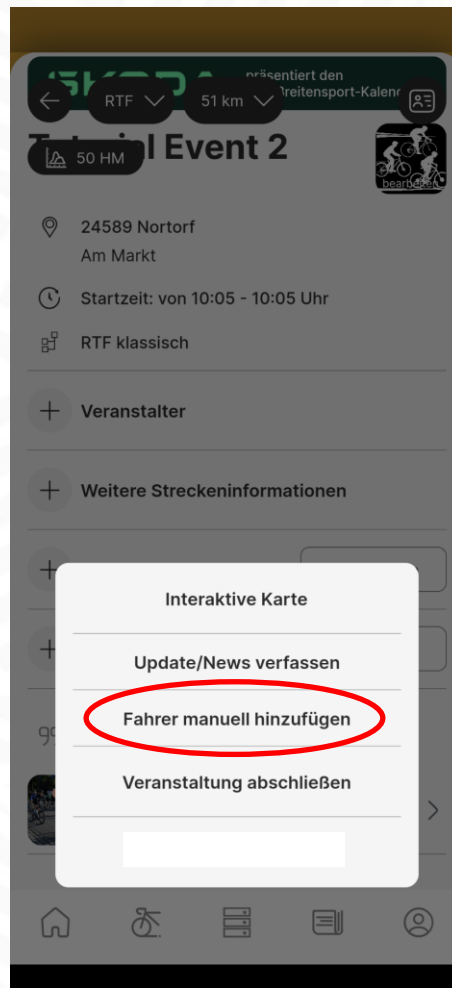 präsentiert den
Breitensport-Kalender
RTF
51 km
Event 2
50 HM
bearbeiten
24589 Nortorf
Am Markt
Startzeit: von 10:05 - 10:05 Uhr
RTF klassisch
Veranstalter
Weitere Streckeninformationen
Interaktive Karte
Update/News verfassen
Fahrer manuell hinzufügen
Veranstaltung abschließen